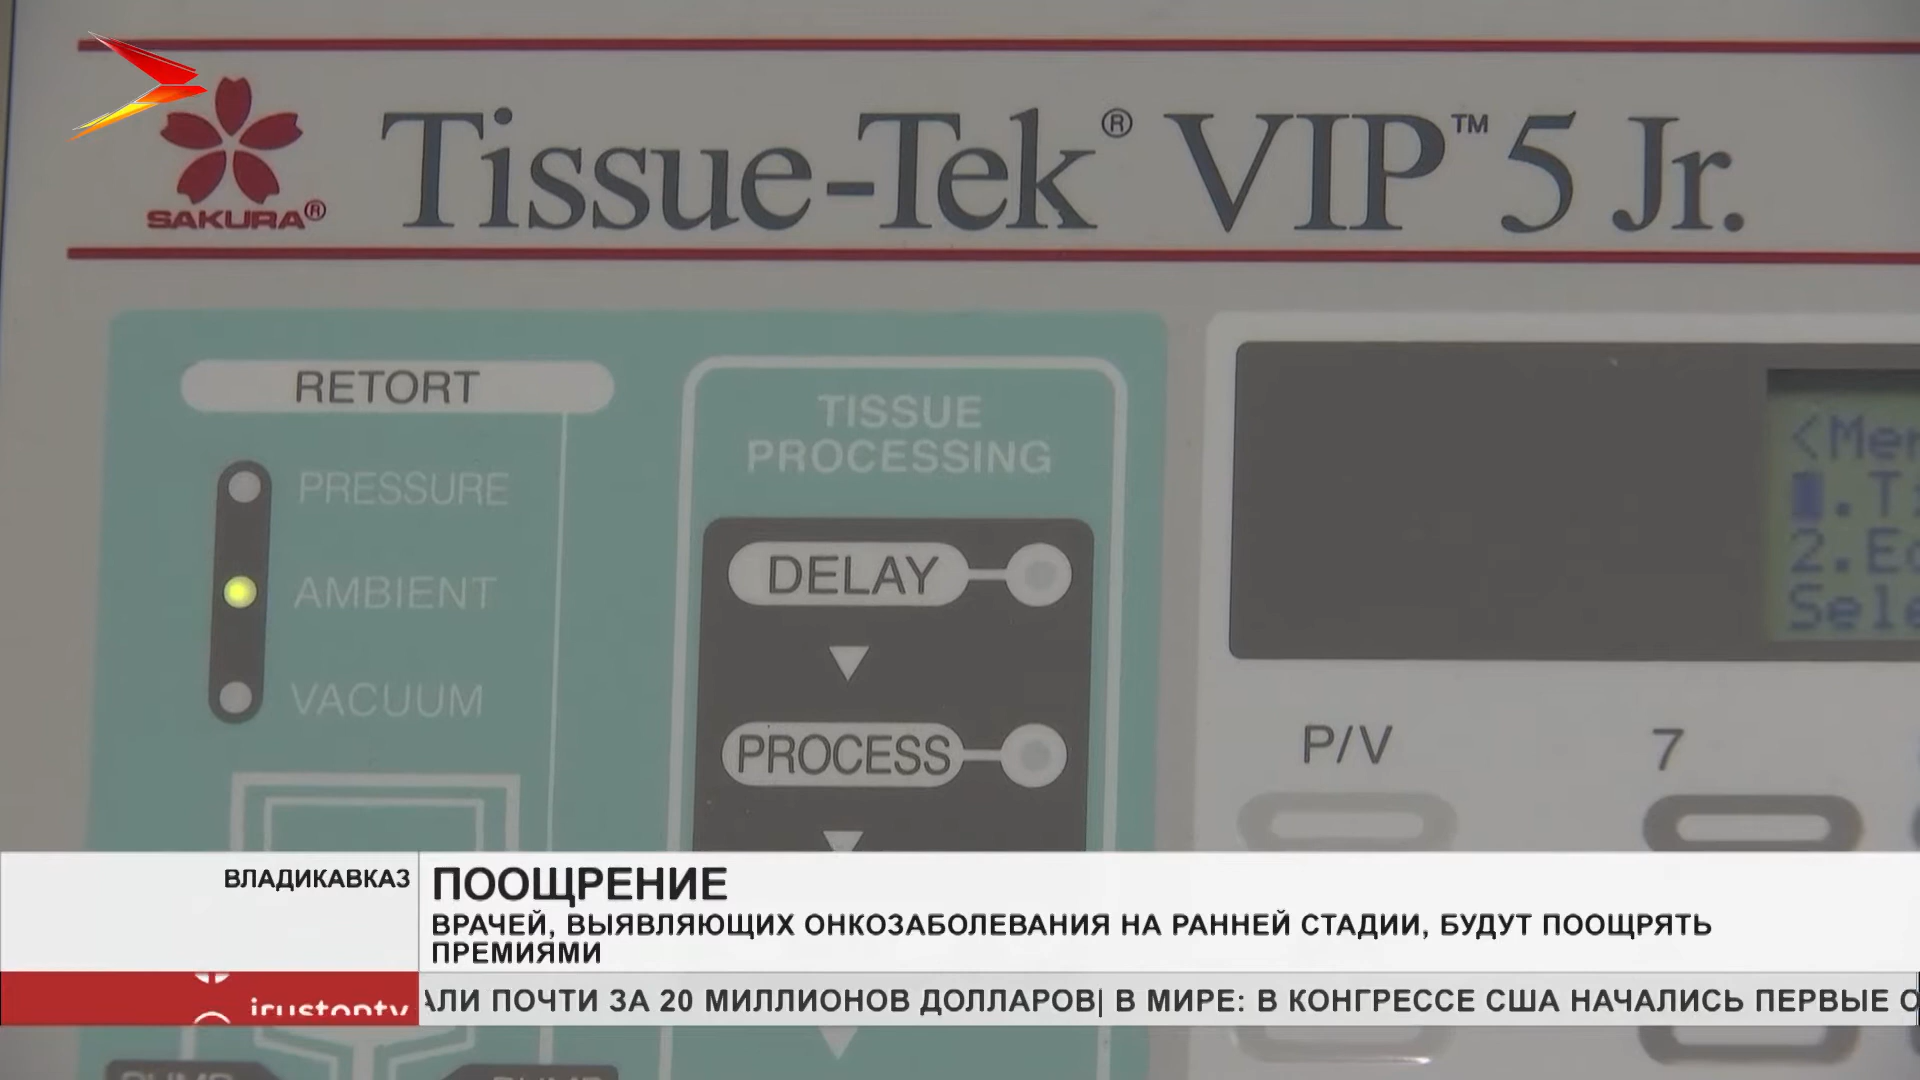 SAKURA®
Tissue-Tek® VIP™ 5 Jr.
RETORT
PRESSURE
AMBIENT
VACUUM
TISSUE
PROCESSING
DELAY
PROCESS
2.
P/V
7
ВЛАДИКАВКАЗ
ПООЩРЕНИЕ
ВРАЧЕЙ, ВЫЯВЛЯЮЩИХ ОНКОЗАБОЛЕВАНИЯ НА РАННЕЙ СТАДИИ, БУДУТ ПООЩРЯТЬ
ПРЕМИЯМИ
ПОЧТИ ЗА 20 МИЛЛИОНОВ ДОЛЛАРОВ| В МИРЕ: В КОНГРЕССЕ США НАЧАЛИСЬ ПЕРВЫЕ